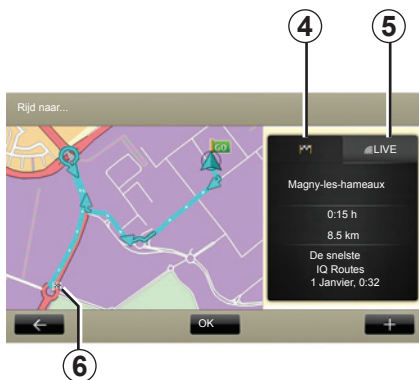 4
5
Rijd naar...
GO
LIVE
Magny-les-hameaux
0:15 h
8.5 km
De snelste
IQ Routes
1 Janvier, 0:32
OK
+
6